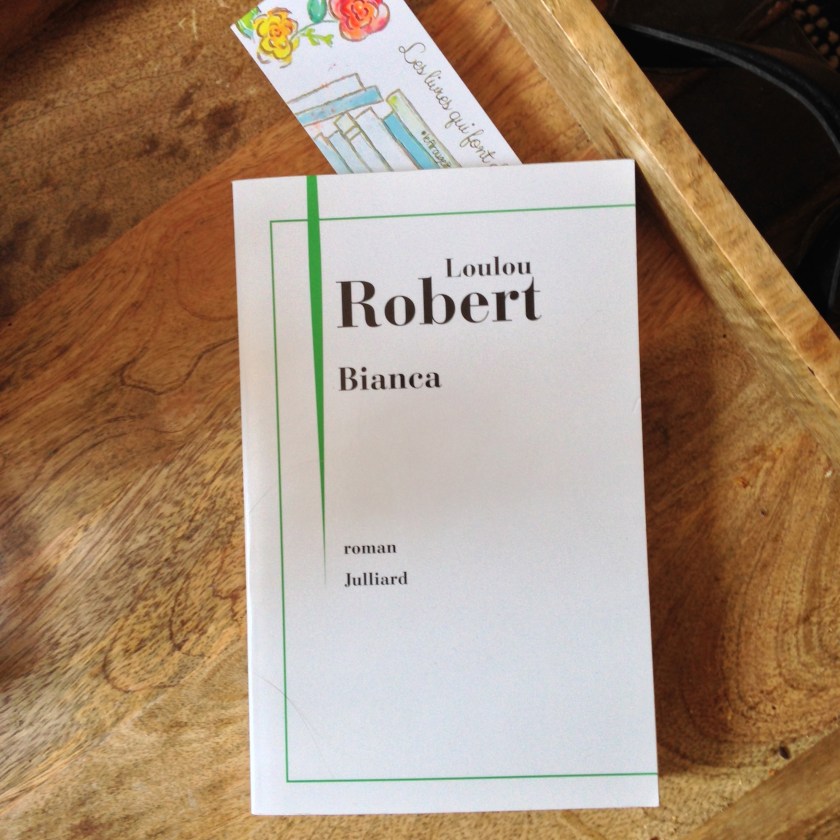 Les livres qui font
Loulou
Robert
Bianca
roman
Julliard